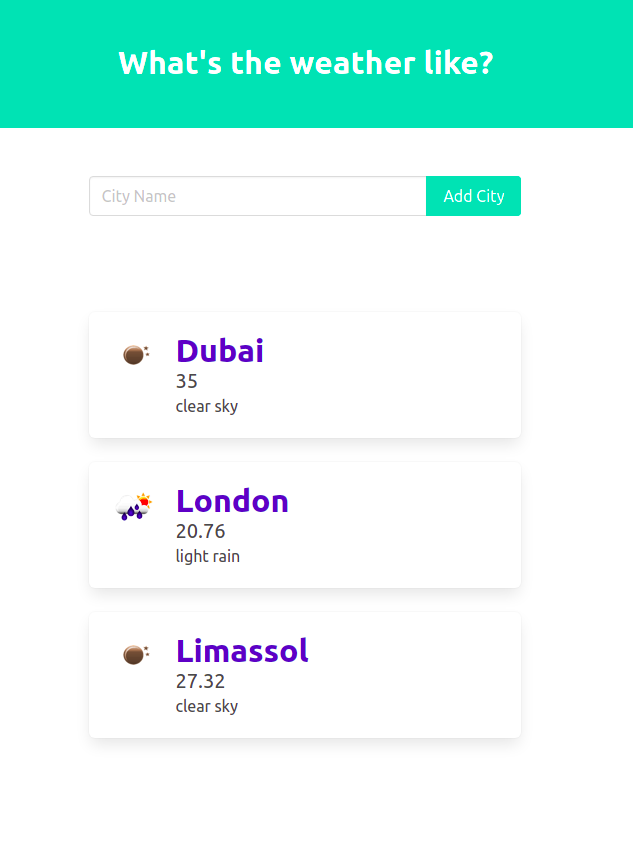 What's the weather like?
City Name
Add City
Dubai
35
clear sky
London
20.76
light rain
Limassol
27.32
clear sky